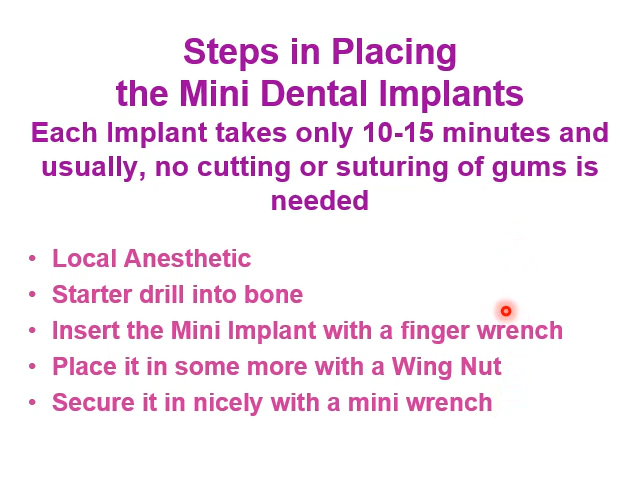 Steps in Placing
the Mini Dental Implants
Each Implant takes only 10-15 minutes and
usually, no cutting or suturing of gums is
needed
• Local Anesthetic
• Starter drill into bone
• Insert the Mini Implant with a finger wrench
• Place it in some more with a Wing Nut
• Secure it in nicely with a mini wrench